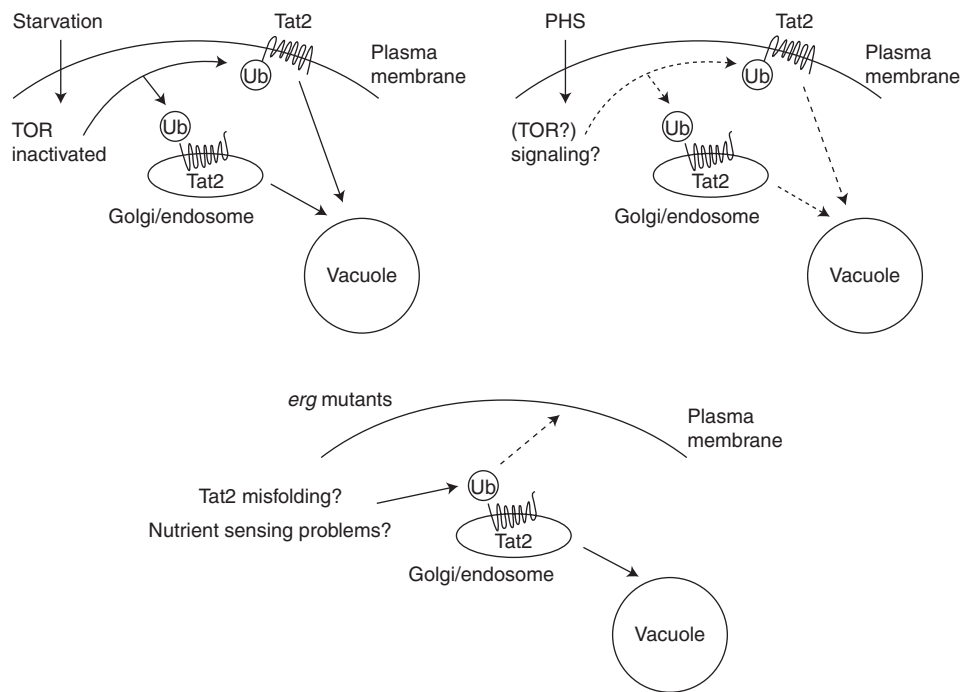 Starvation
Tat2
Plasma
membrane
Ub
TOR
inactivated
Ub
Tat2
Golgi/endosome
Vacuole
PHS
Tat2
Plasma
membrane
Ub
(TOR?)
signaling?
Ub
Tat2
Golgi/endosome
Vacuole
erg mutants
Plasma
membrane
Tat2 misfolding?
Ub
Nutrient sensing problems?
Tat2
Golgi/endosome
Vacuole